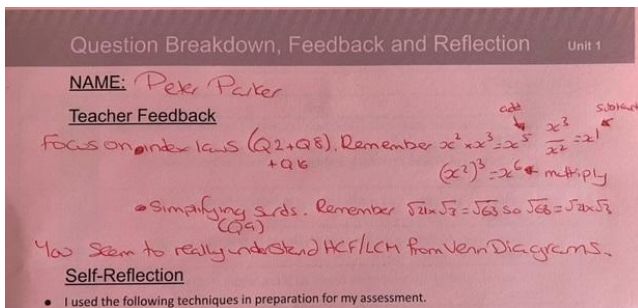 Question Breakdown, Feedback and Reflection Unit 1
NAME: Peter Parker
Teacher Feedback
add subtract
Focus on index laws (Q2+Q8). Remember x² × x³ = x⁵ x³/x² = x¹
+Q16 (x²)³ = x⁶ multiply
• Simplifying surds. Remember √21×√3 = √63 so √63 = √21×√3
(Q9)
You seem to really understand HCF/LCM from Venn Diagrams.
Self-Reflection
• I used the following techniques in preparation for my assessment.